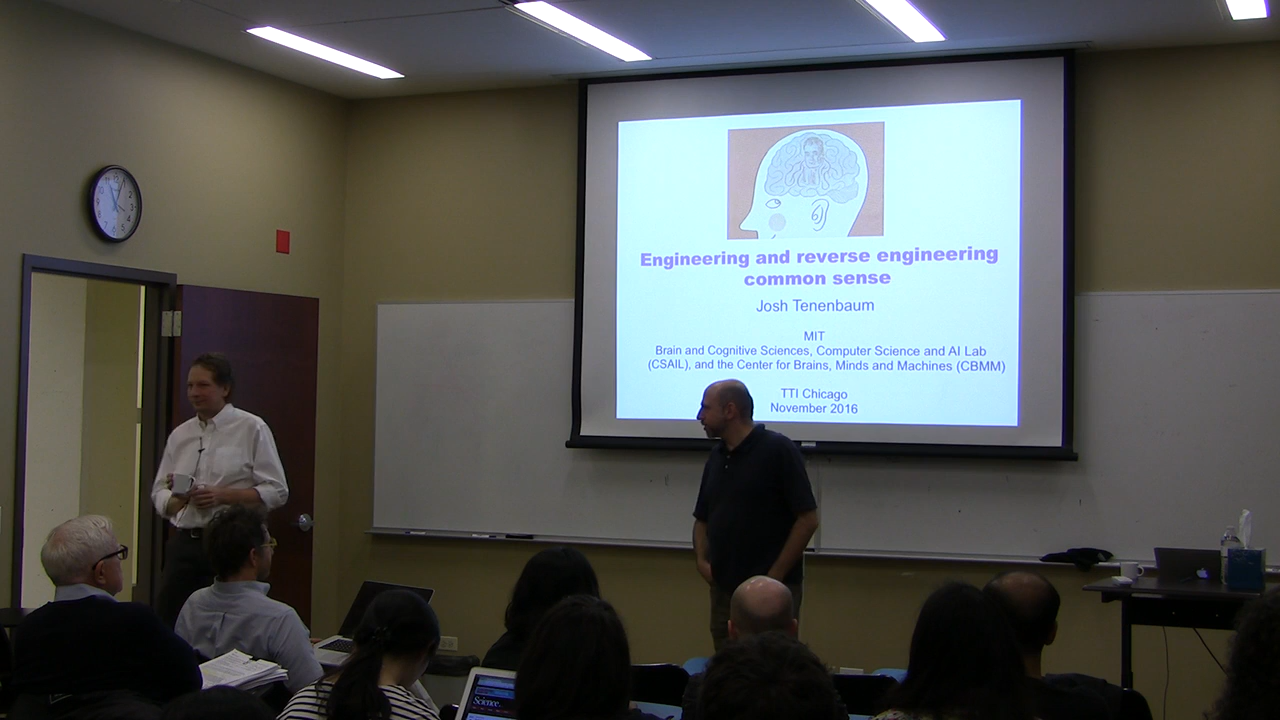 Engineering and reverse engineering
common sense
Josh Tenenbaum
MIT
Brain and Cognitive Sciences, Computer Science and AI Lab
(CSAIL), and the Center for Brains, Minds and Machines (CBMM)
TTI Chicago
November 2016
Science